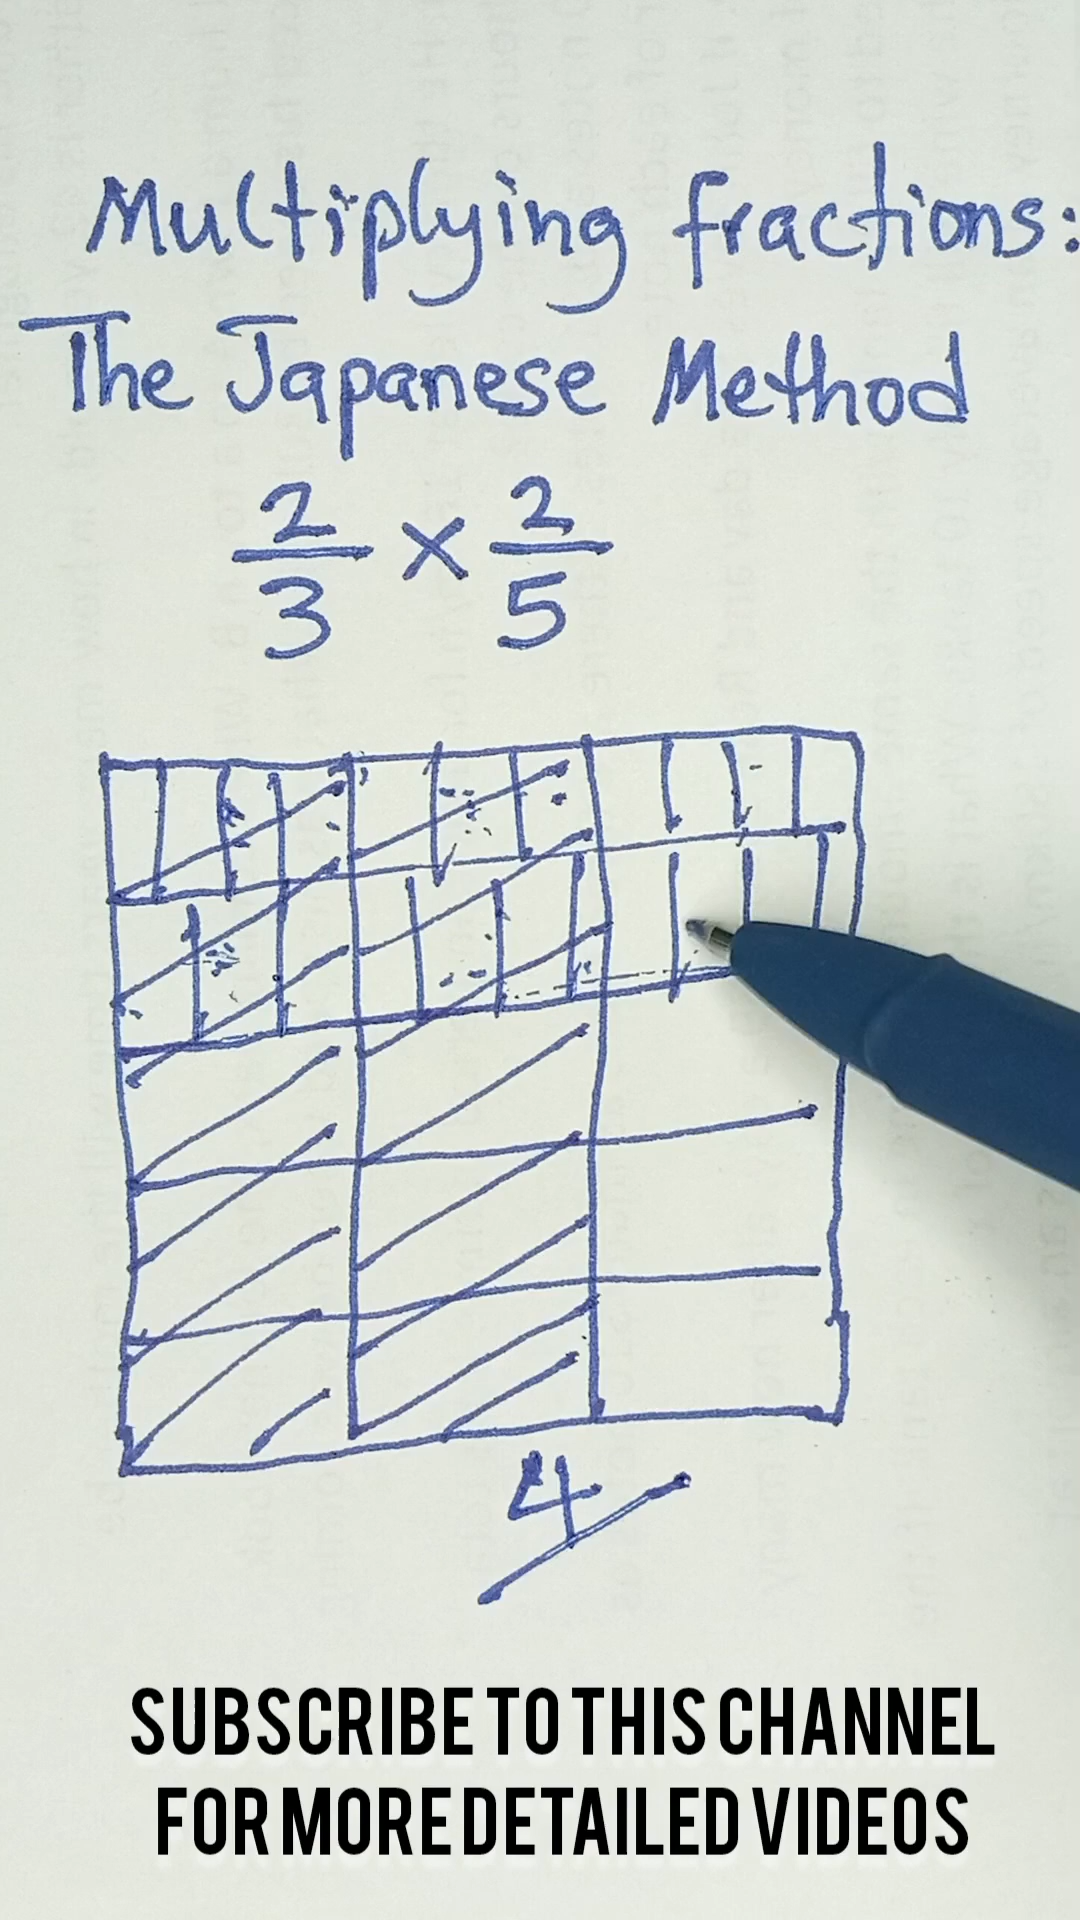 Multiplying fractions:
The Japanese Method
2/3 × 2/5
4
SUBSCRIBE TO THIS CHANNEL
FOR MORE DETAILED VIDEOS